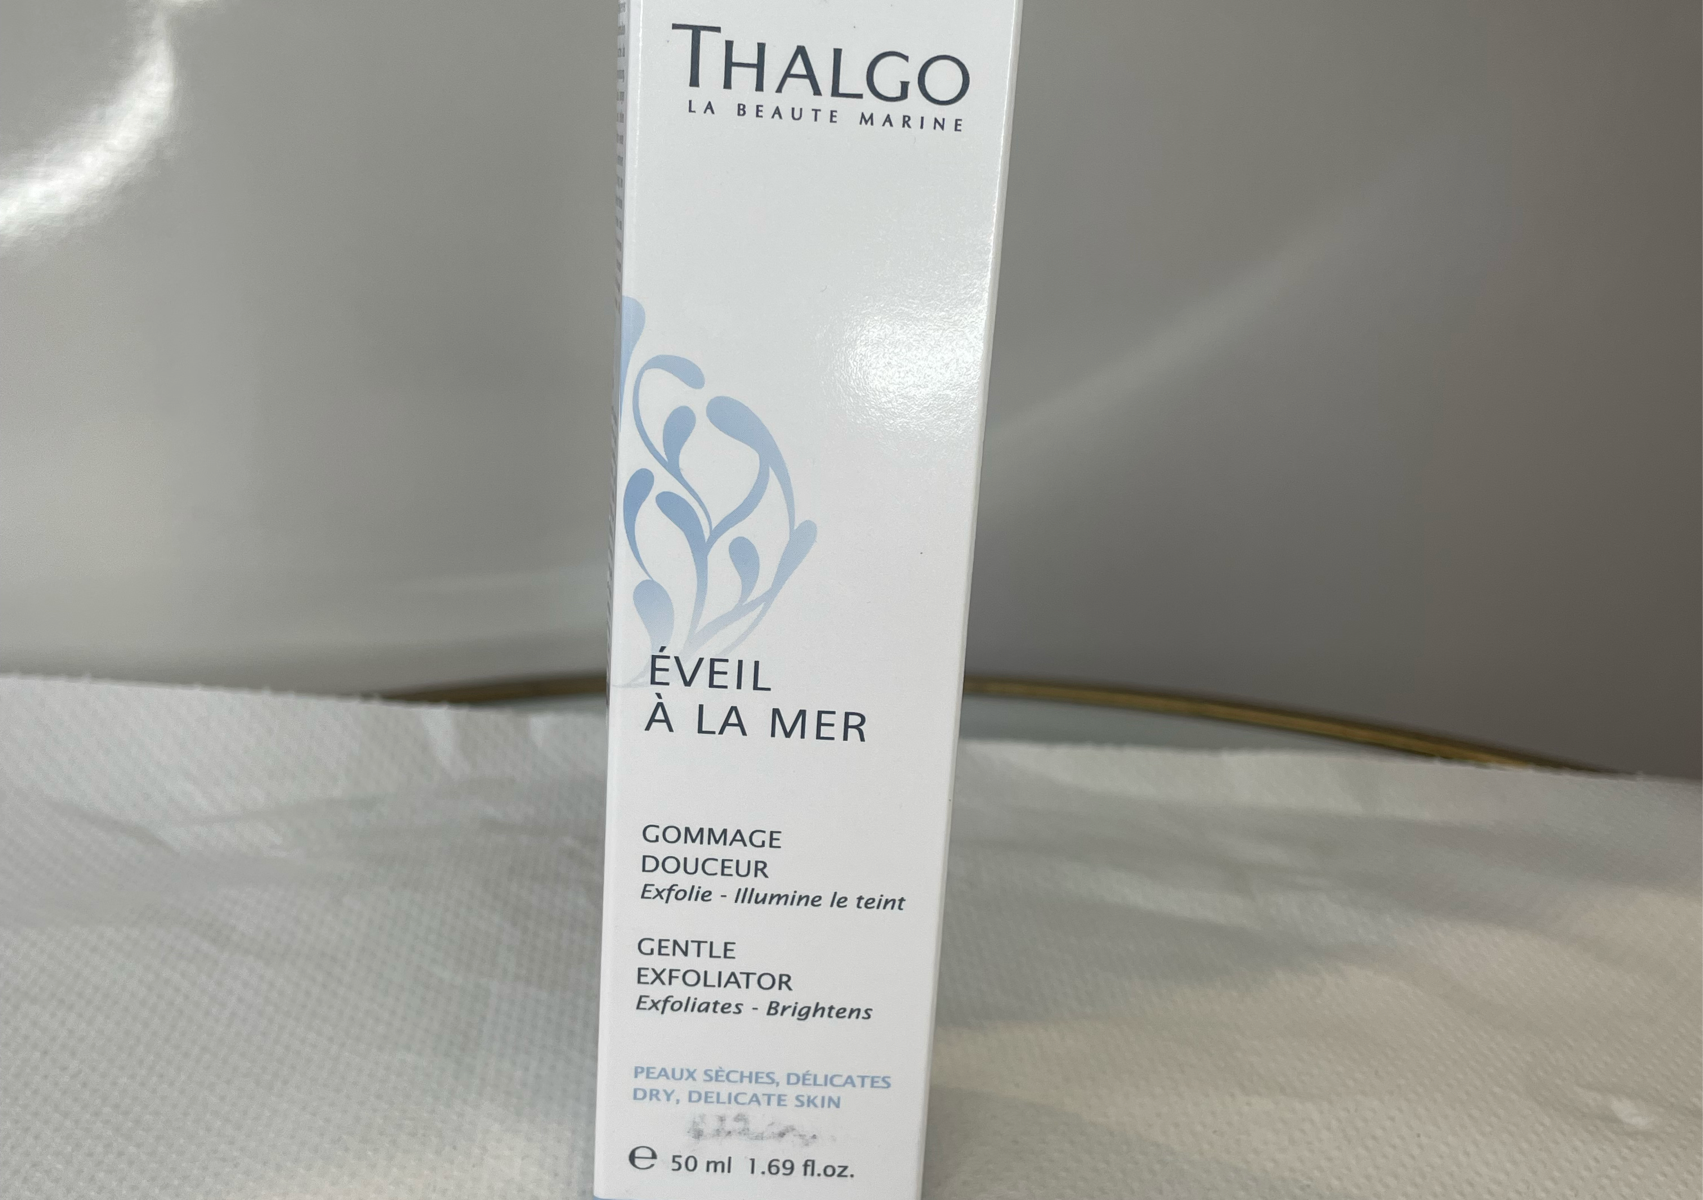 THALGO
LA BEAUTE MARINE
ÉVEIL
À LA MER
GOMMAGE
DOUCEUR
Exfolie - Illumine le teint
GENTLE
EXFOLIATOR
Exfoliates - Brightens
PEAUX SÈCHES, DÉLICATES
DRY, DELICATE SKIN
℮ 50 ml 1.69 fl.oz.